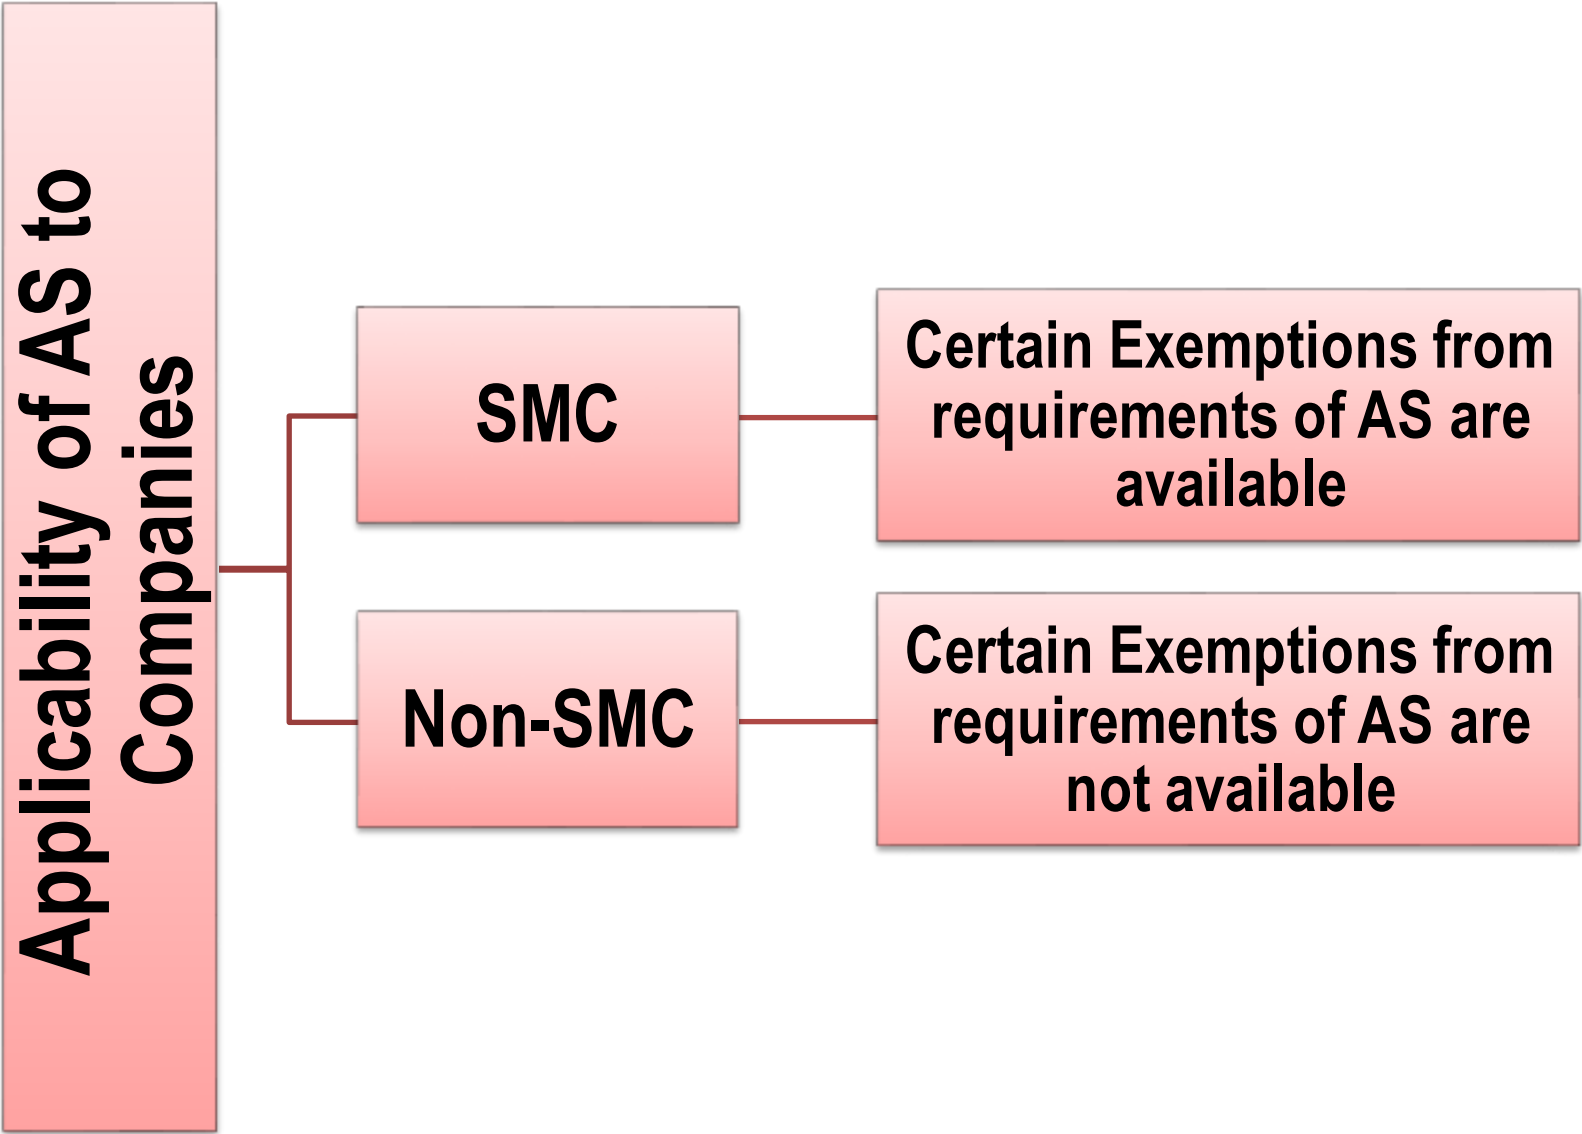 Applicability of AS to
Companies
SMC
Certain Exemptions from
requirements of AS are
available
Non-SMC
Certain Exemptions from
requirements of AS are
not available